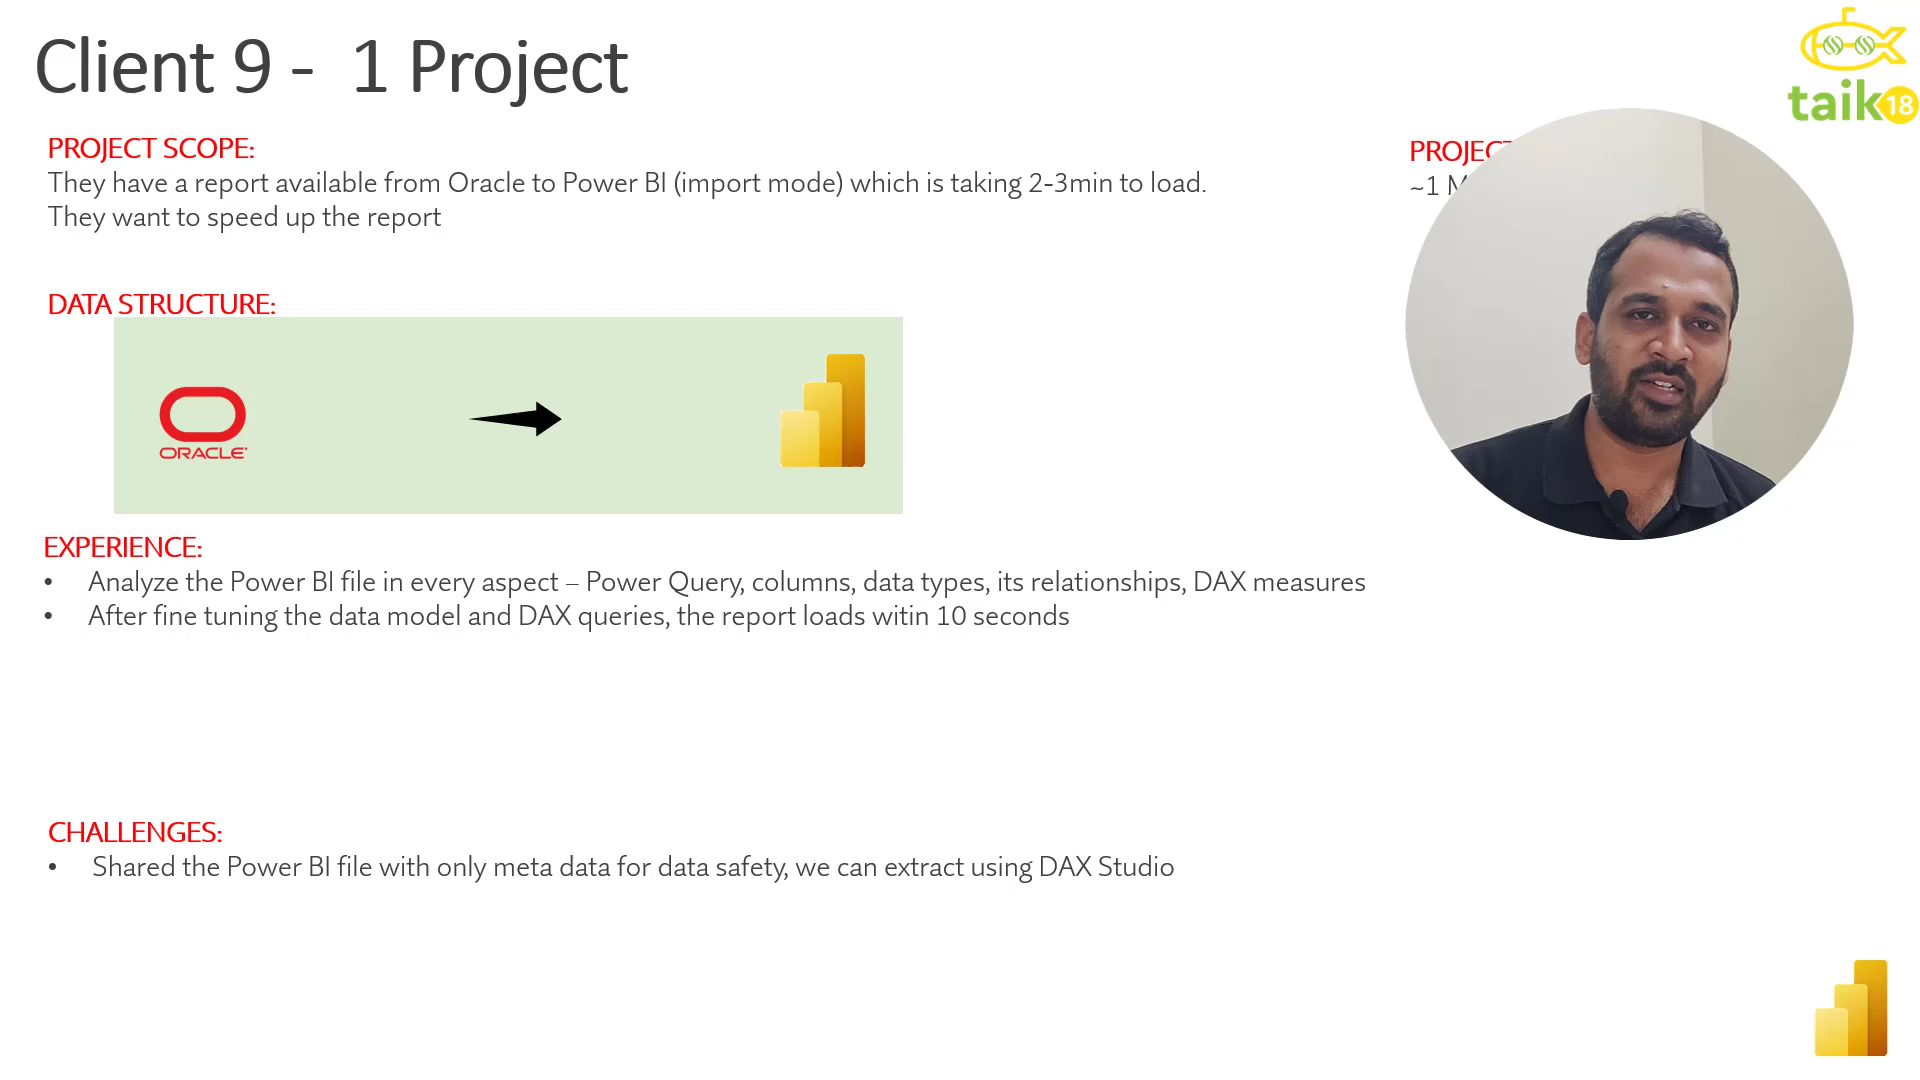 Client 9 - 1 Project
taik18
PROJECT SCOPE:
They have a report available from Oracle to Power BI (import mode) which is taking 2-3min to load.
They want to speed up the report
~1
DATA STRUCTURE:
ORACLE
EXPERIENCE:
• Analyze the Power BI file in every aspect – Power Query, columns, data types, its relationships, DAX measures
• After fine tuning the data model and DAX queries, the report loads witin 10 seconds
CHALLENGES:
• Shared the Power BI file with only meta data for data safety, we can extract using DAX Studio